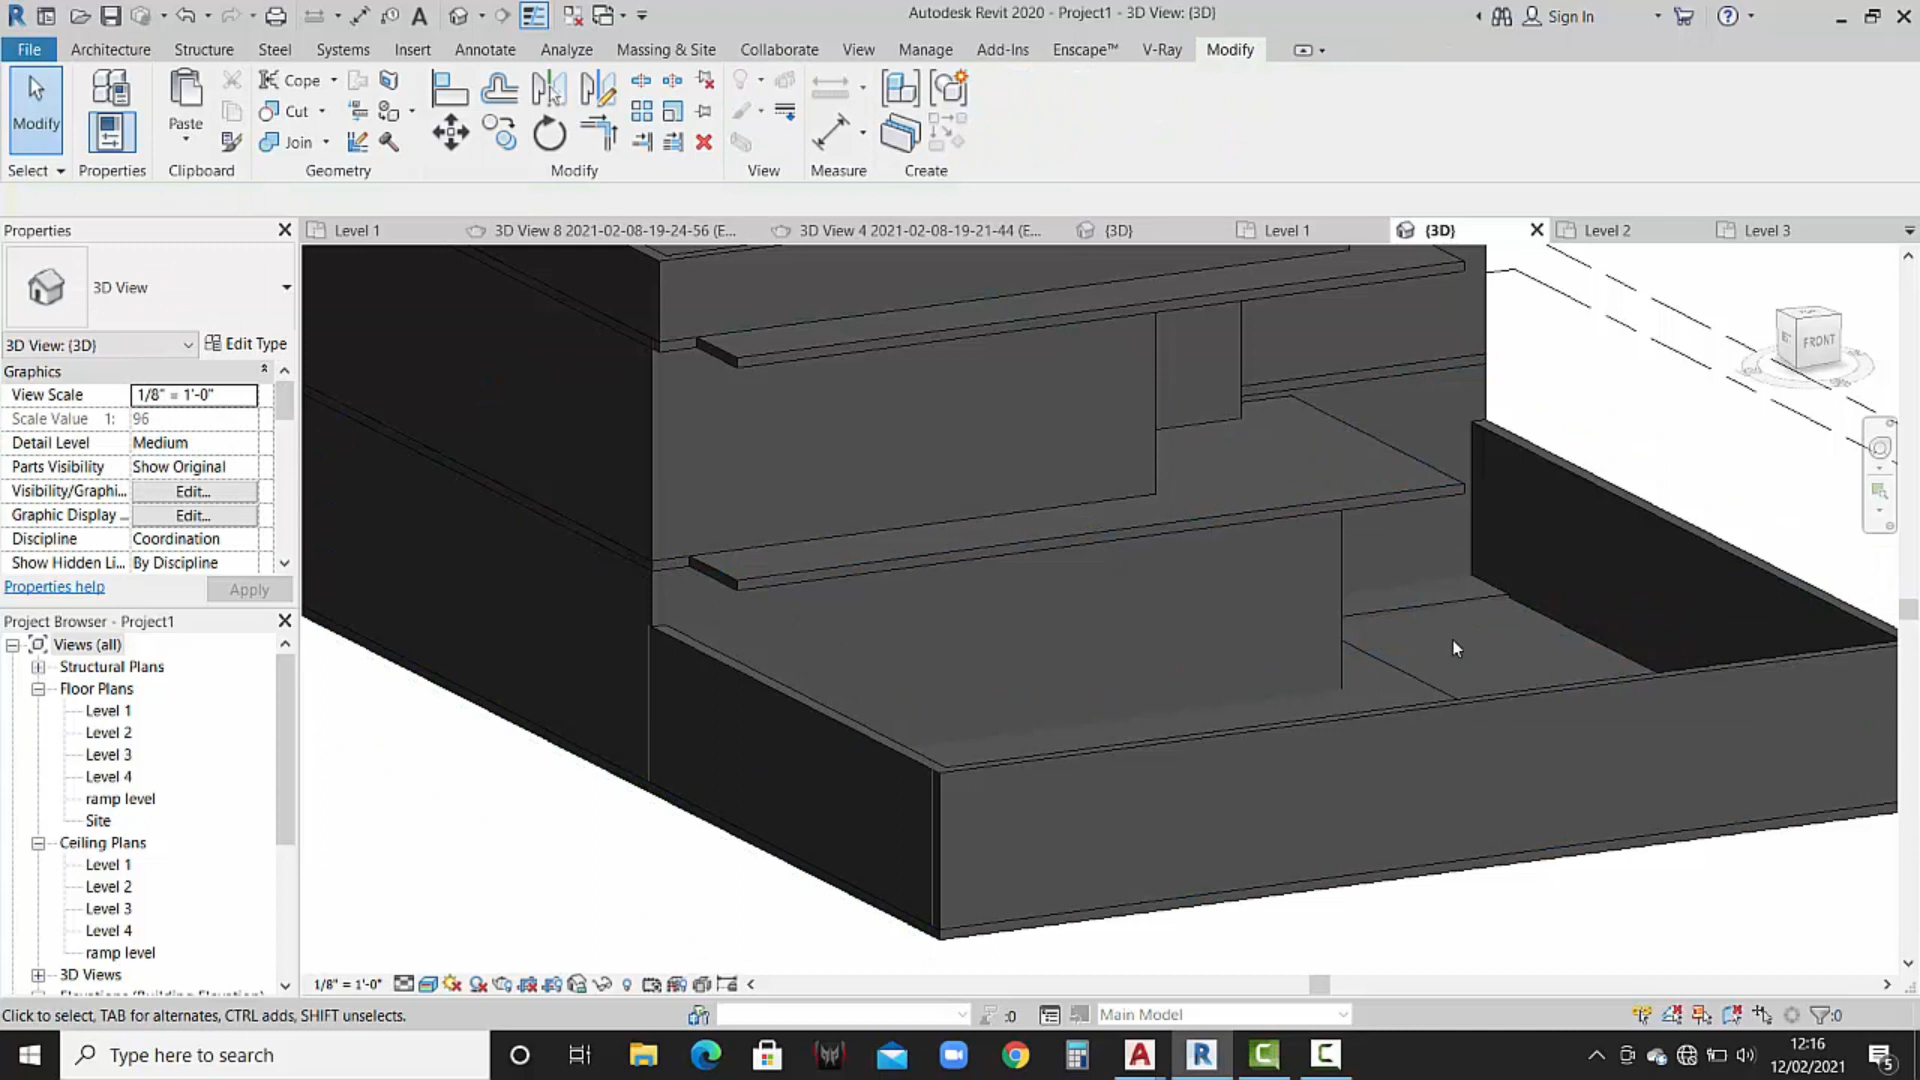 Autodesk Revit 2020 - Project1 - 3D View: {3D}
Sign In
File Architecture Structure Steel Systems Insert Annotate Analyze Massing & Site Collaborate View Manage Add-Ins Enscape™ V-Ray Modify
Modify
Paste
Cope
Cut
Join
Select Properties Clipboard Geometry Modify View Measure Create
Properties
Level 1
3D View 8 2021-02-08-19-24-56 (E...
3D View 4 2021-02-08-19-21-44 (E...
{3D}
Level 1
{3D}
Level 2
Level 3
3D View
3D View: {3D}
Edit Type
Graphics
View Scale 1/8" = 1'-0"
Scale Value 1: 96
Detail Level Medium
Parts Visibility Show Original
Visibility/Graphi... Edit...
Graphic Display ... Edit...
Discipline Coordination
Show Hidden Li... By Discipline
Properties help
Apply
FRONT
Project Browser - Project1
Views (all)
Structural Plans
Floor Plans
Level 1
Level 2
Level 3
Level 4
ramp level
Site
Ceiling Plans
Level 1
Level 2
Level 3
Level 4
ramp level
3D Views
1/8" = 1'-0"
Click to select, TAB for alternates, CTRL adds, SHIFT unselects.
:0
Main Model
:0
Type here to search
12:16
12/02/2021
5